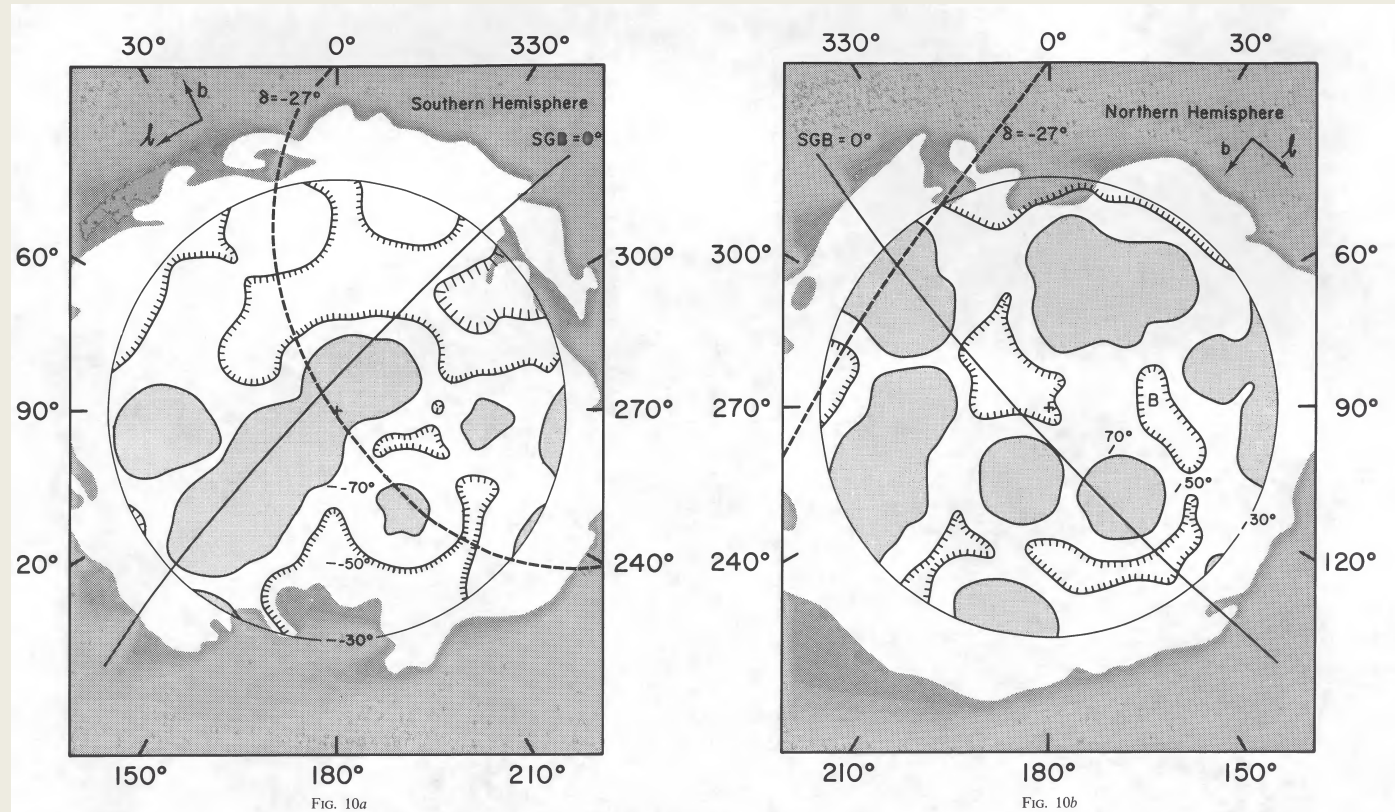 30° 0° 330°
b
δ=-27°
Southern Hemisphere
l
SGB = 0°
60° 300°
90° 270°
-70°
20° -50° 240°
-30°
150° 180° 210°
FIG. 10a
330° 0° 30°
Northern Hemisphere
δ=-27°
SGB = 0°
b l
300° 60°
B
270° 90°
70°
50°
30°
240° 120°
210° 180° 150°
FIG. 10b